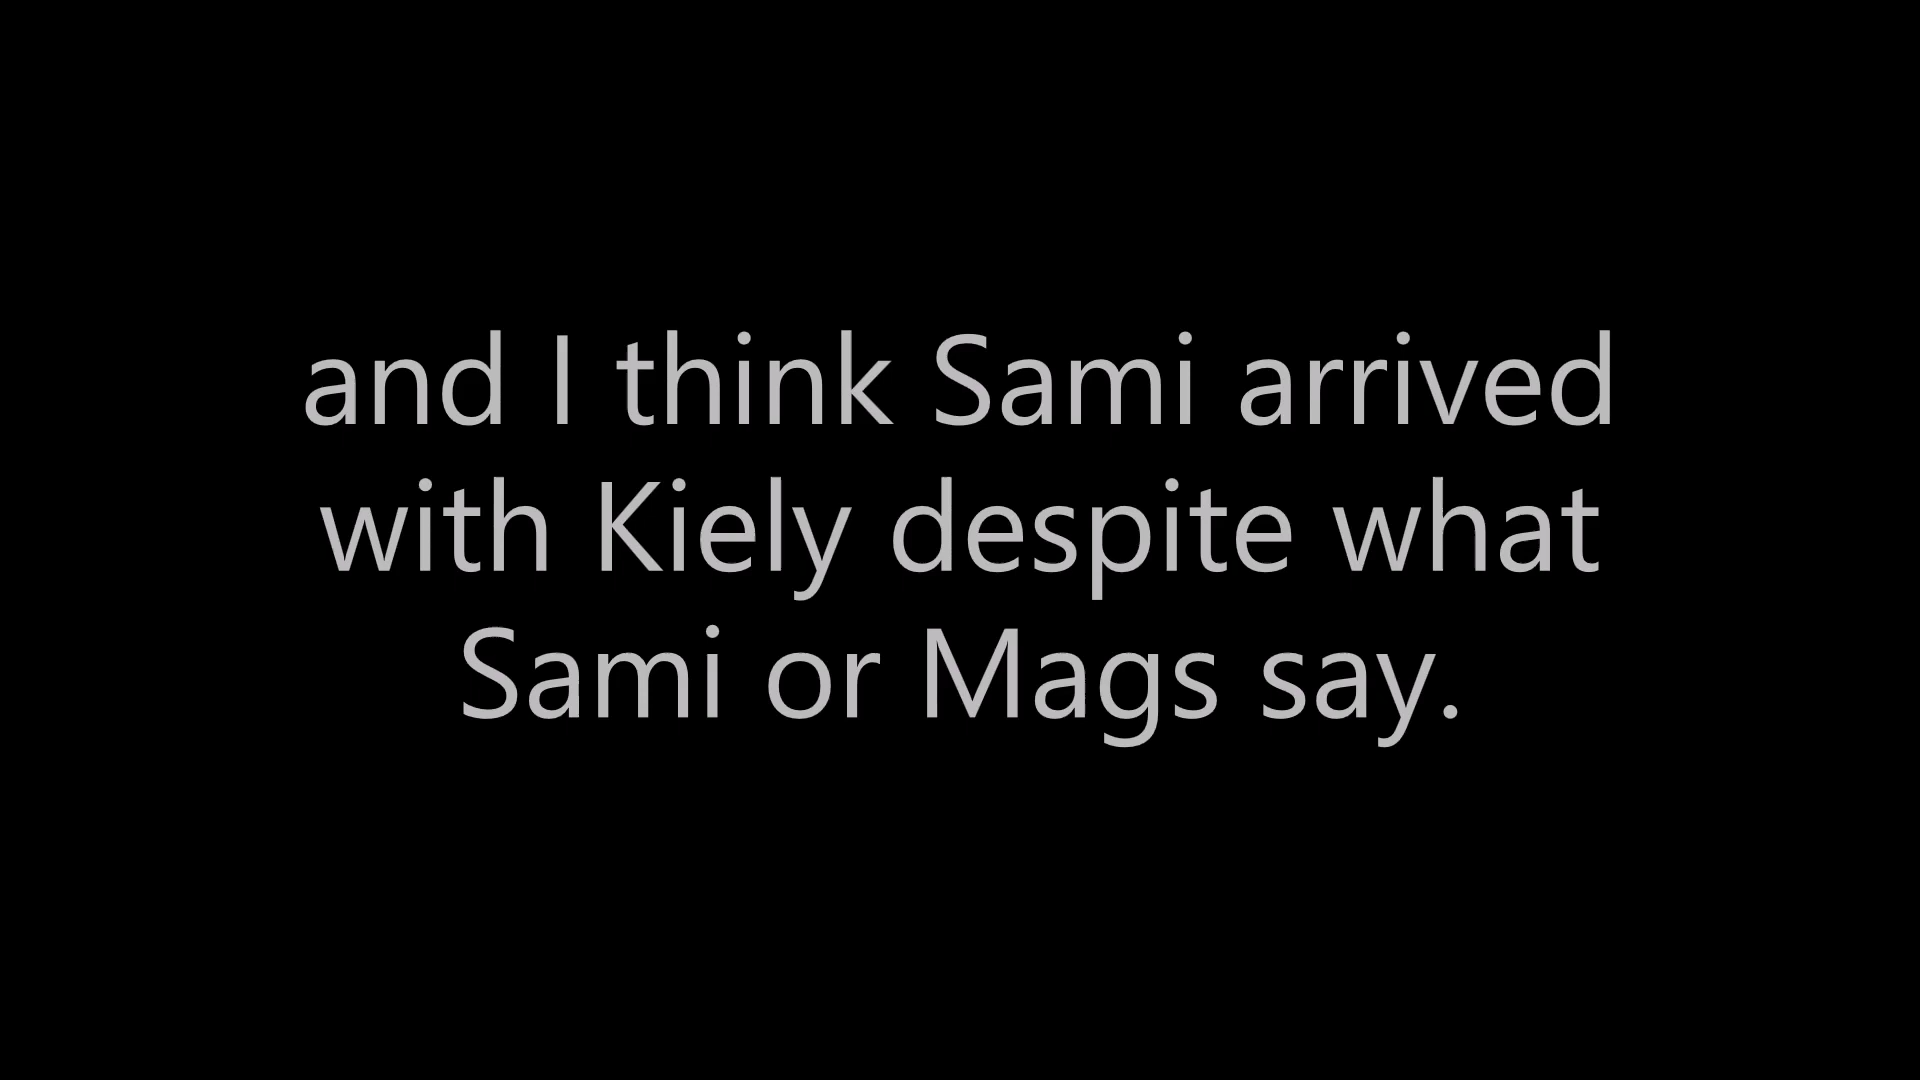 and I think Sami arrived
with Kiely despite what
Sami or Mags say.